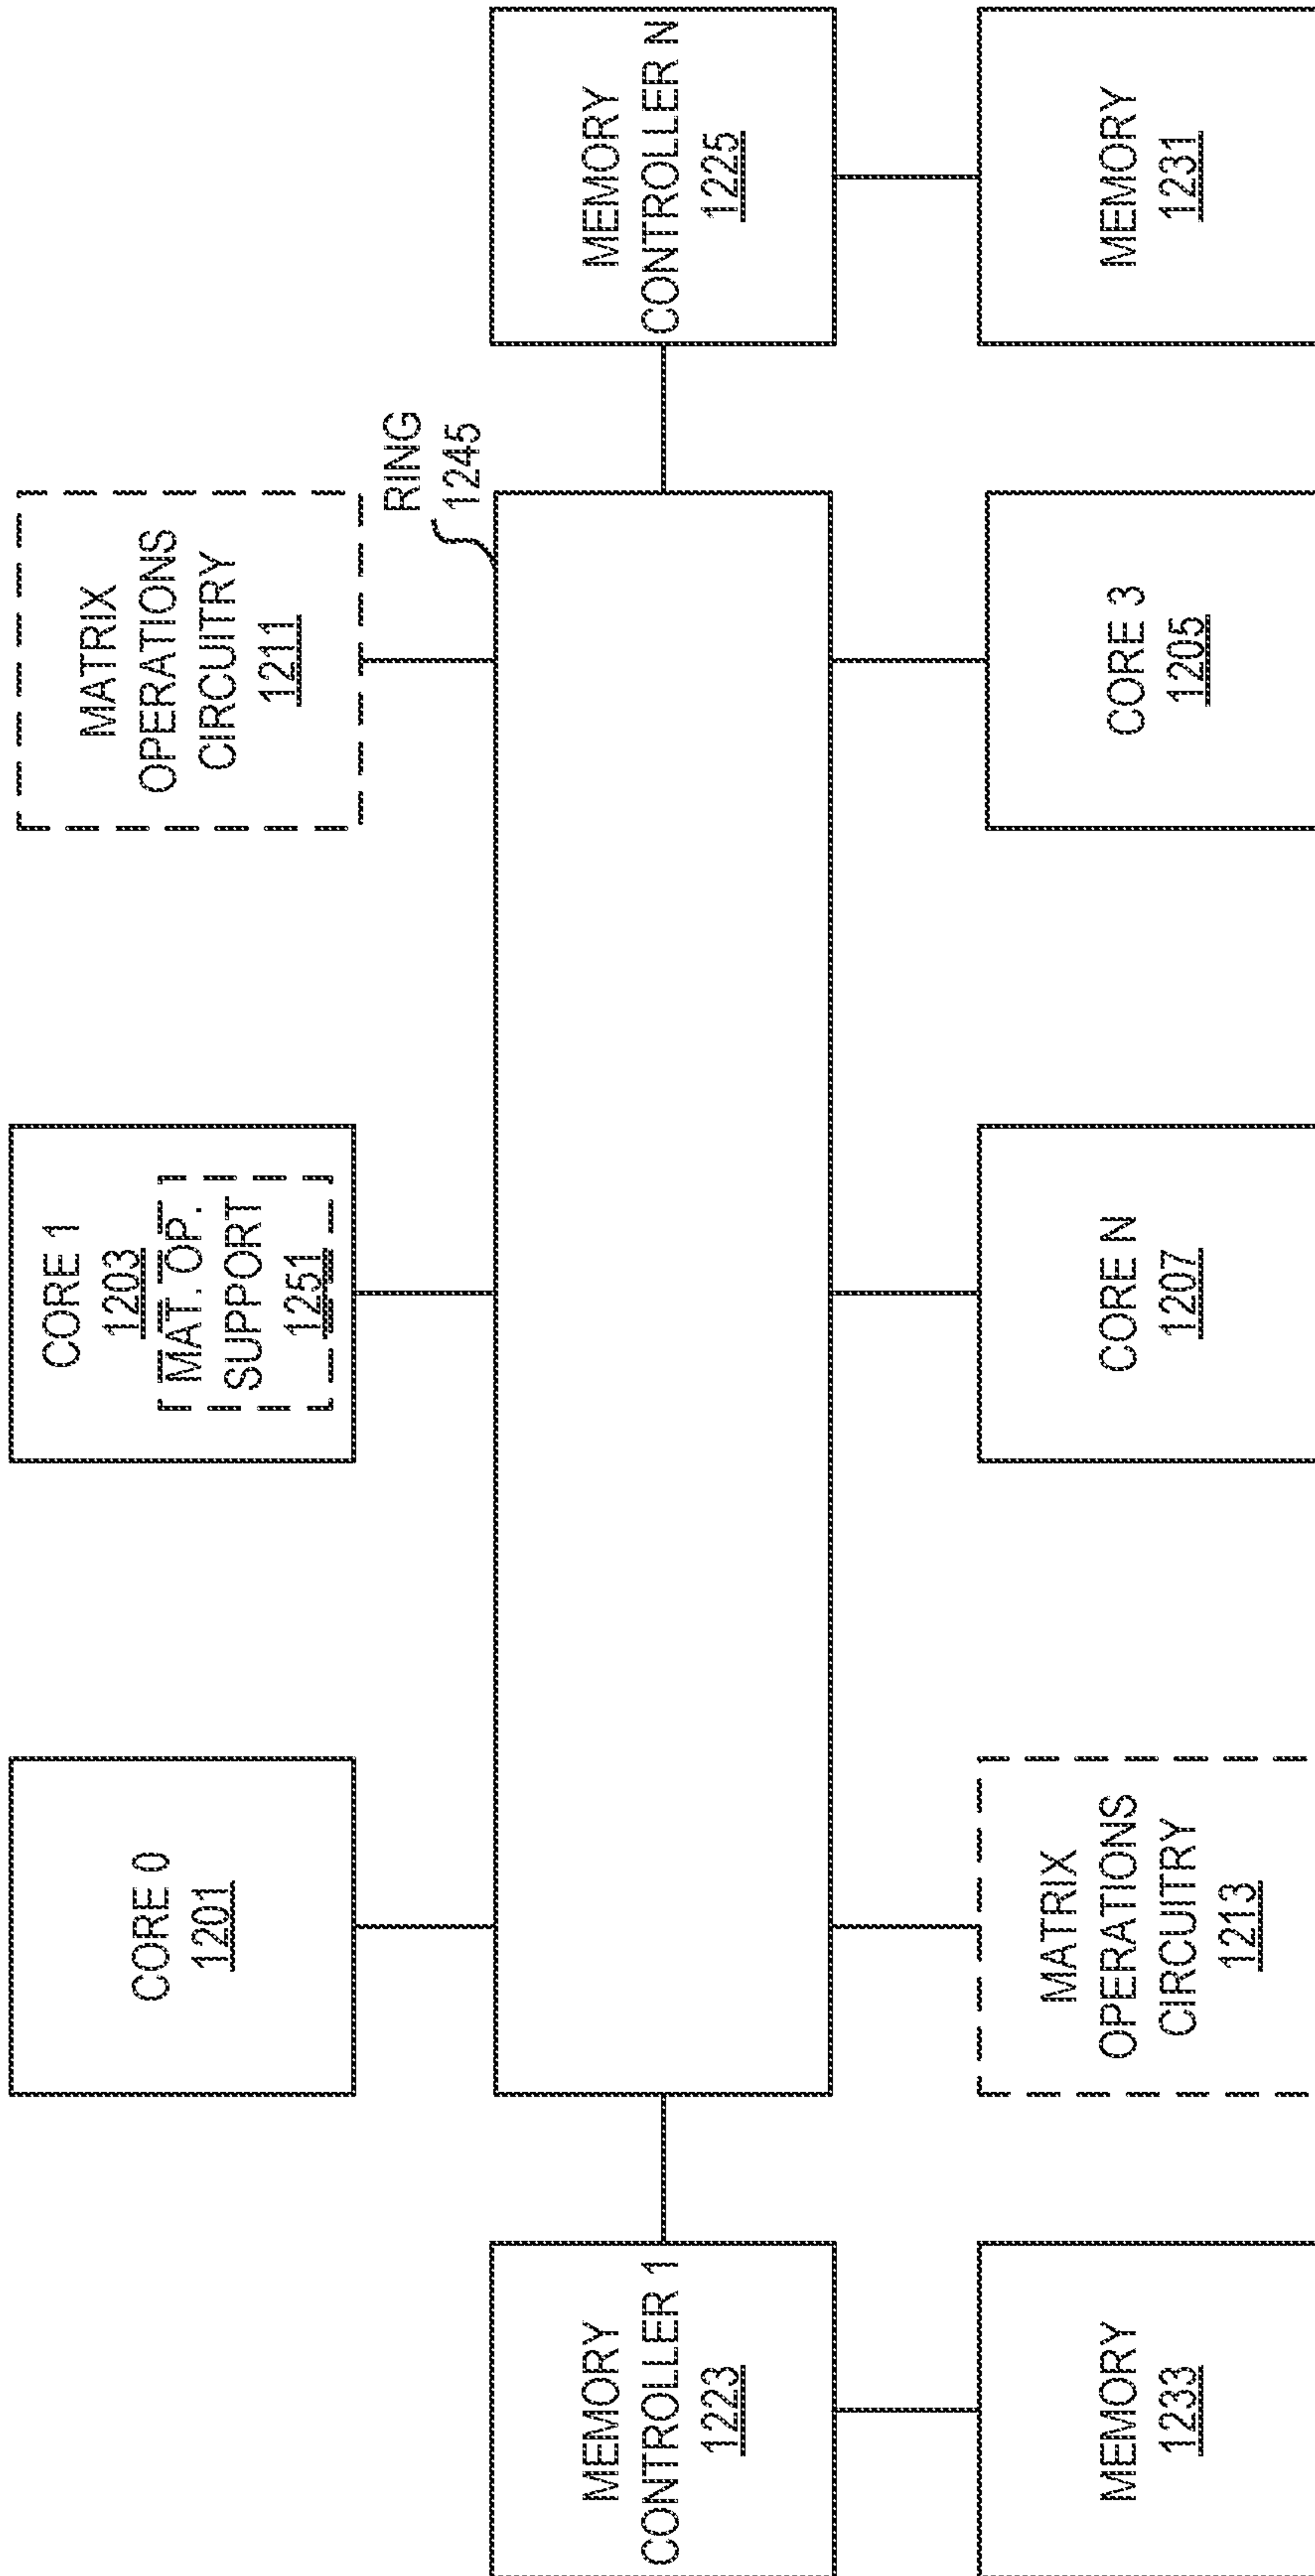 CORE 0
1201
CORE 1
1203
MAT. OP.
SUPPORT
1251
MATRIX
OPERATIONS
CIRCUITRY
1211
RING
1245
MEMORY
CONTROLLER 1
1223
MEMORY
CONTROLLER N
1225
MEMORY
1233
MATRIX
OPERATIONS
CIRCUITRY
1213
CORE N
1207
CORE 3
1205
MEMORY
1231